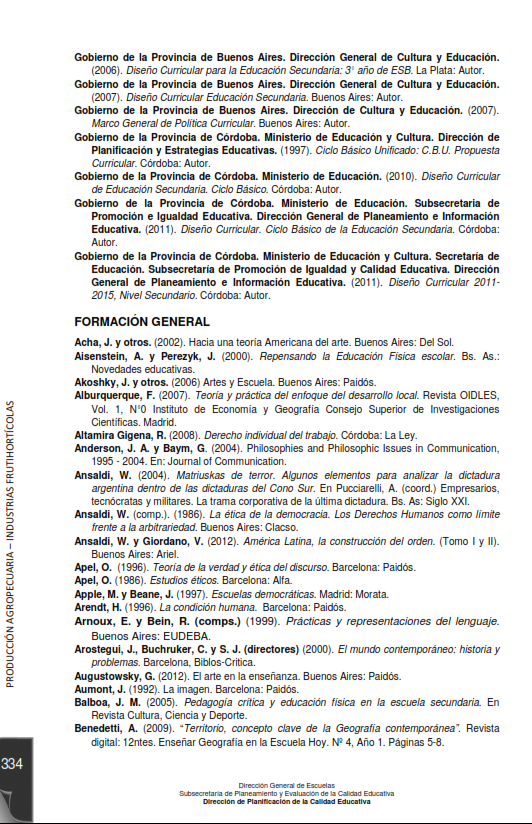 Gobierno de la Provincia de Buenos Aires. Dirección General de Cultura y Educación.
(2006). Diseño Curricular para la Educación Secundaria: 3° año de ESB. La Plata: Autor.
Gobierno de la Provincia de Buenos Aires. Dirección General de Cultura y Educación.
(2007). Diseño Curricular Educación Secundaria. Buenos Aires: Autor.
Gobierno de la Provincia de Buenos Aires. Dirección de Cultura y Educación. (2007).
Marco General de Política Curricular. Buenos Aires: Autor.
Gobierno de la Provincia de Córdoba. Ministerio de Educación y Cultura. Dirección de
Planificación y Estrategias Educativas. (1997). Ciclo Básico Unificado: C.B.U. Propuesta
Curricular. Córdoba: Autor.
Gobierno de la Provincia de Córdoba. Ministerio de Educación. (2010). Diseño Curricular
de Educación Secundaria. Ciclo Básico. Córdoba: Autor.
Gobierno de la Provincia de Córdoba. Ministerio de Educación. Subsecretaria de
Promoción e Igualdad Educativa. Dirección General de Planeamiento e Información
Educativa. (2011). Diseño Curricular. Ciclo Básico de la Educación Secundaria. Córdoba:
Autor.
Gobierno de la Provincia de Córdoba. Ministerio de Educación y Cultura. Secretaría de
Educación. Subsecretaría de Promoción de Igualdad y Calidad Educativa. Dirección
General de Planeamiento e Información Educativa. (2011). Diseño Curricular 2011-
2015, Nivel Secundario. Córdoba: Autor.
FORMACIÓN GENERAL
Acha, J. y otros. (2002). Hacia una teoría Americana del arte. Buenos Aires: Del Sol.
Aisenstein, A. y Perezyk, J. (2000). Repensando la Educación Física escolar. Bs. As.:
Novedades educativas.
Akoshky, J. y otros. (2006) Artes y Escuela. Buenos Aires: Paidós.
Alburquerque, F. (2007). Teoría y práctica del enfoque del desarrollo local. Revista OIDLES,
Vol. 1, N°0 Instituto de Economía y Geografía Consejo Superior de Investigaciones
Científicas. Madrid.
Altamira Gigena, R. (2008). Derecho individual del trabajo. Córdoba: La Ley.
Anderson, J. A. y Baym, G. (2004). Philosophies and Philosophic Issues in Communication,
1995 - 2004. En: Journal of Communication.
Ansaldi, W. (2004). Matriuskas de terror. Algunos elementos para analizar la dictadura
argentina dentro de las dictaduras del Cono Sur. En Pucciarelli, A. (coord.) Empresarios,
tecnócratas y militares. La trama corporativa de la última dictadura. Bs. As: Siglo XXI.
Ansaldi, W. (comp.). (1986). La ética de la democracia. Los Derechos Humanos como límite
frente a la arbitrariedad. Buenos Aires: Clacso.
Ansaldi, W. y Giordano, V. (2012). América Latina, la construcción del orden. (Tomo I y II).
Buenos Aires: Ariel.
Apel, O. (1996). Teoría de la verdad y ética del discurso. Barcelona: Paidós.
Apel, O. (1986). Estudios éticos. Barcelona: Alfa.
Apple, M. y Beane, J. (1997). Escuelas democráticas. Madrid: Morata.
Arendt, H. (1996). La condición humana. Barcelona: Paidós.
Arnoux, E. y Bein, R. (comps.) (1999). Prácticas y representaciones del lenguaje.
Buenos Aires: EUDEBA.
Arostegui, J., Buchruker, C. y S. J. (directores) (2000). El mundo contemporáneo: historia y
problemas. Barcelona, Biblos-Critica.
Augustowsky, G. (2012). El arte en la enseñanza. Buenos Aires: Paidós.
Aumont, J. (1992). La imagen. Barcelona: Paidós.
Balboa, J. M. (2005). Pedagogía crítica y educación física en la escuela secundaria. En
Revista Cultura, Ciencia y Deporte.
Benedetti, A. (2009). "Territorio, concepto clave de la Geografía contemporánea". Revista
digital: 12ntes. Enseñar Geografía en la Escuela Hoy. Nº 4, Año 1. Páginas 5-8.
PRODUCCIÓN AGROPECUARIA – INDUSTRIAS FRUTIHORTÍCOLAS
334
Dirección General de Escuelas
Subsecretaría de Planeamiento y Evaluación de la Calidad Educativa
Dirección de Planificación de la Calidad Educativa